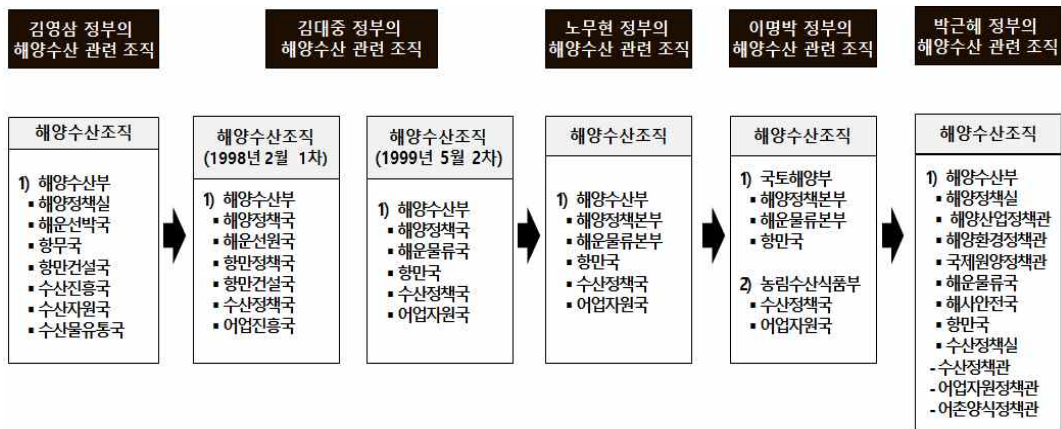 김영삼 정부의
해양수산 관련 조직
김대중 정부의
해양수산 관련 조직
노무현 정부의
해양수산 관련 조직
이명박 정부의
해양수산 관련 조직
박근혜 정부의
해양수산 관련 조직
해양수산조직
1) 해양수산부
▪ 해양정책실
▪ 해운선박국
▪ 항무국
▪ 항만건설국
▪ 수산진흥국
▪ 수산자원국
▪ 수산물유통국
해양수산조직
(1998년 2월 1차)
1) 해양수산부
▪ 해양정책국
▪ 해운선원국
▪ 항만정책국
▪ 항만건설국
▪ 수산정책국
▪ 어업진흥국
해양수산조직
(1999년 5월 2차)
1) 해양수산부
▪ 해양정책국
▪ 해운물류국
▪ 항만국
▪ 수산정책국
▪ 어업자원국
해양수산조직
1) 해양수산부
▪ 해양정책본부
▪ 해운물류본부
▪ 항만국
▪ 수산정책국
▪ 어업자원국
해양수산조직
1) 국토해양부
▪ 해양정책본부
▪ 해운물류본부
▪ 항만국
2) 농림수산식품부
▪ 수산정책국
▪ 어업자원국
해양수산조직
1) 해양수산부
▪ 해양정책실
▪ 해양산업정책관
▪ 해양환경정책관
▪ 국제원양정책관
▪ 해운물류국
▪ 해사안전국
▪ 항만국
▪ 수산정책실
- 수산정책관
- 어업자원정책관
- 어촌양식정책관